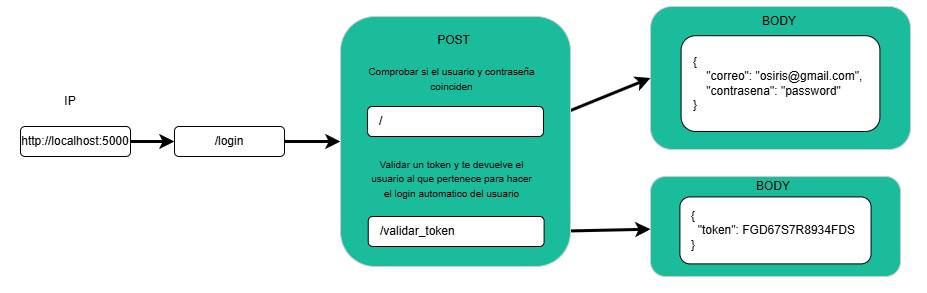 IP
http://localhost:5000
/login
POST
Comprobar si el usuario y contraseña
coinciden
/
Validar un token y te devuelve el
usuario al que pertenece para hacer
el login automatico del usuario
/validar_token
BODY
{
"correo": "osiris@gmail.com",
"contrasena": "password"
}
BODY
{
"token": FGD67S7R8934FDS
}